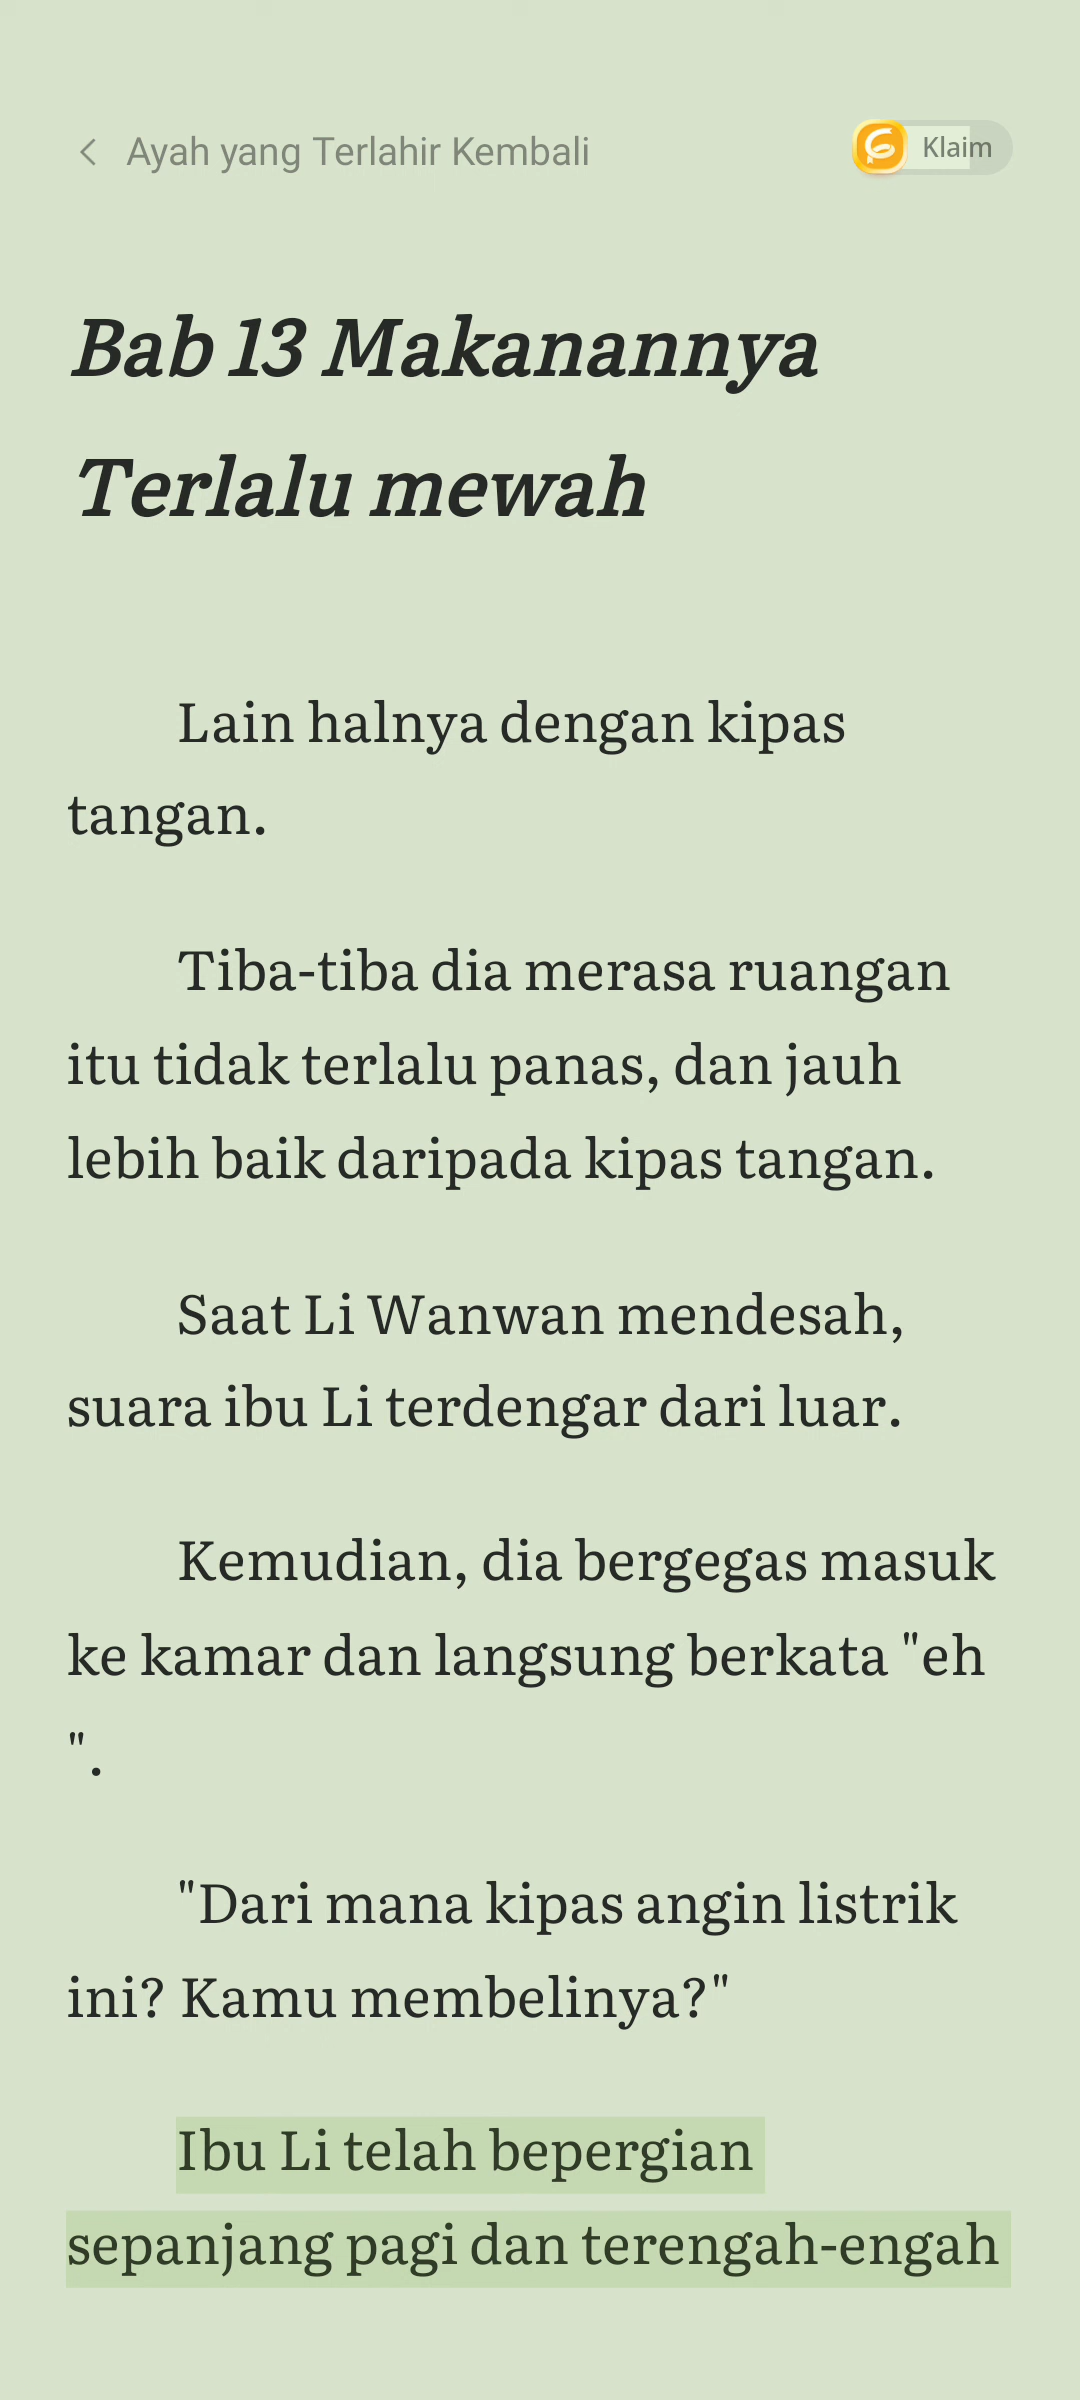 Ayah yang Terlahir Kembali
Klaim
Bab 13 Makanannya
Terlalu mewah
Lain halnya dengan kipas
tangan.
Tiba-tiba dia merasa ruangan
itu tidak terlalu panas, dan jauh
lebih baik daripada kipas tangan.
Saat Li Wanwan mendesah,
suara ibu Li terdengar dari luar.
Kemudian, dia bergegas masuk
ke kamar dan langsung berkata "eh
".
"Dari mana kipas angin listrik
ini? Kamu membelinya?"
Ibu Li telah bepergian
sepanjang pagi dan terengah-engah